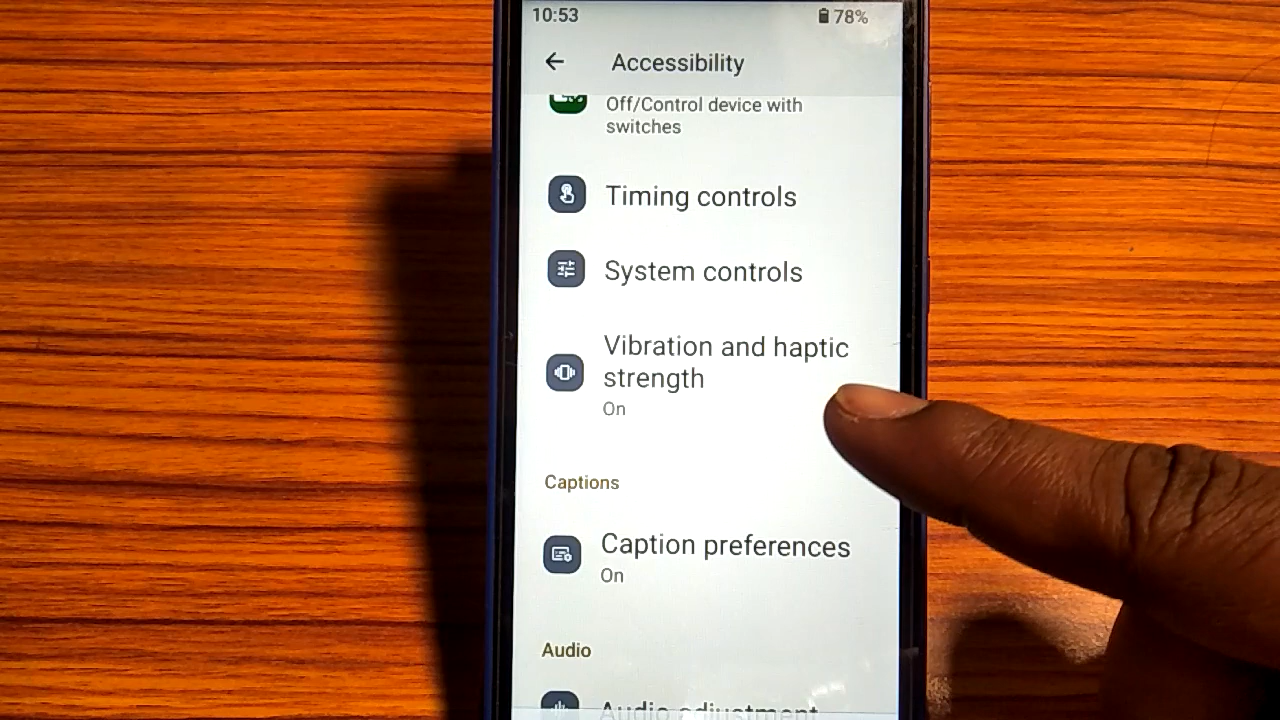 10:53 78%
Accessibility
Off/Control device with
switches
Timing controls
System controls
Vibration and haptic
strength
On
Captions
Caption preferences
On
Audio
Audio adjustment